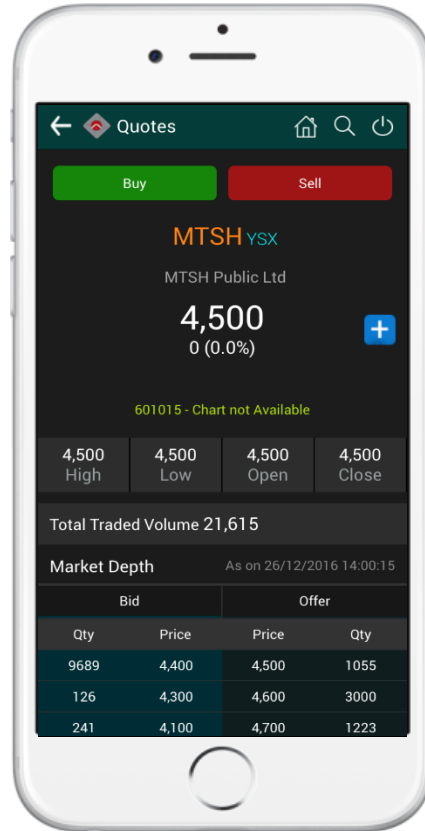 Quotes
Buy Sell
MTSH YSX
MTSH Public Ltd
4,500
0 (0.0%)
601015 - Chart not Available
4,500 4,500 4,500 4,500
High Low Open Close
Total Traded Volume 21,615
Market Depth As on 26/12/2016 14:00:15
Bid Offer
Qty Price Price Qty
9689 4,400 4,500 1055
126 4,300 4,600 3000
241 4,100 4,700 1223